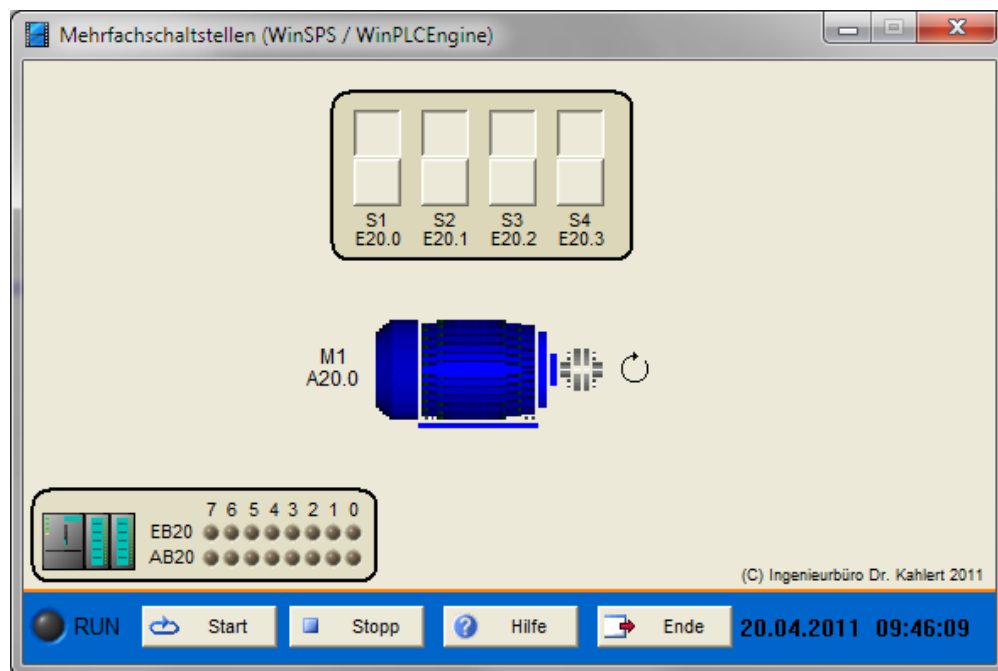 Mehrfachschaltstellen (WinSPS / WinPLCEngine)
S1 S2 S3 S4
E20.0 E20.1 E20.2 E20.3
M1
A20.0
7 6 5 4 3 2 1 0
EB20
AB20
(C) Ingenieurbüro Dr. Kahlert 2011
RUN Start Stopp Hilfe Ende 20.04.2011 09:46:09